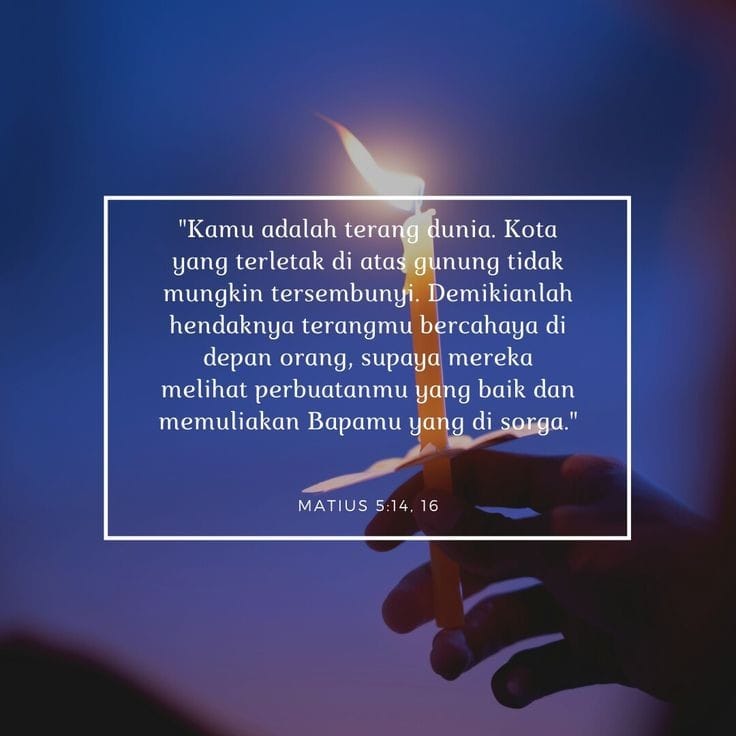 "Kamu adalah terang dunia. Kota
yang terletak di atas gunung tidak
mungkin tersembunyi. Demikianlah
hendaknya terangmu bercahaya di
depan orang, supaya mereka
melihat perbuatanmu yang baik dan
memuliakan Bapamu yang di sorga."
MATIUS 5:14, 16